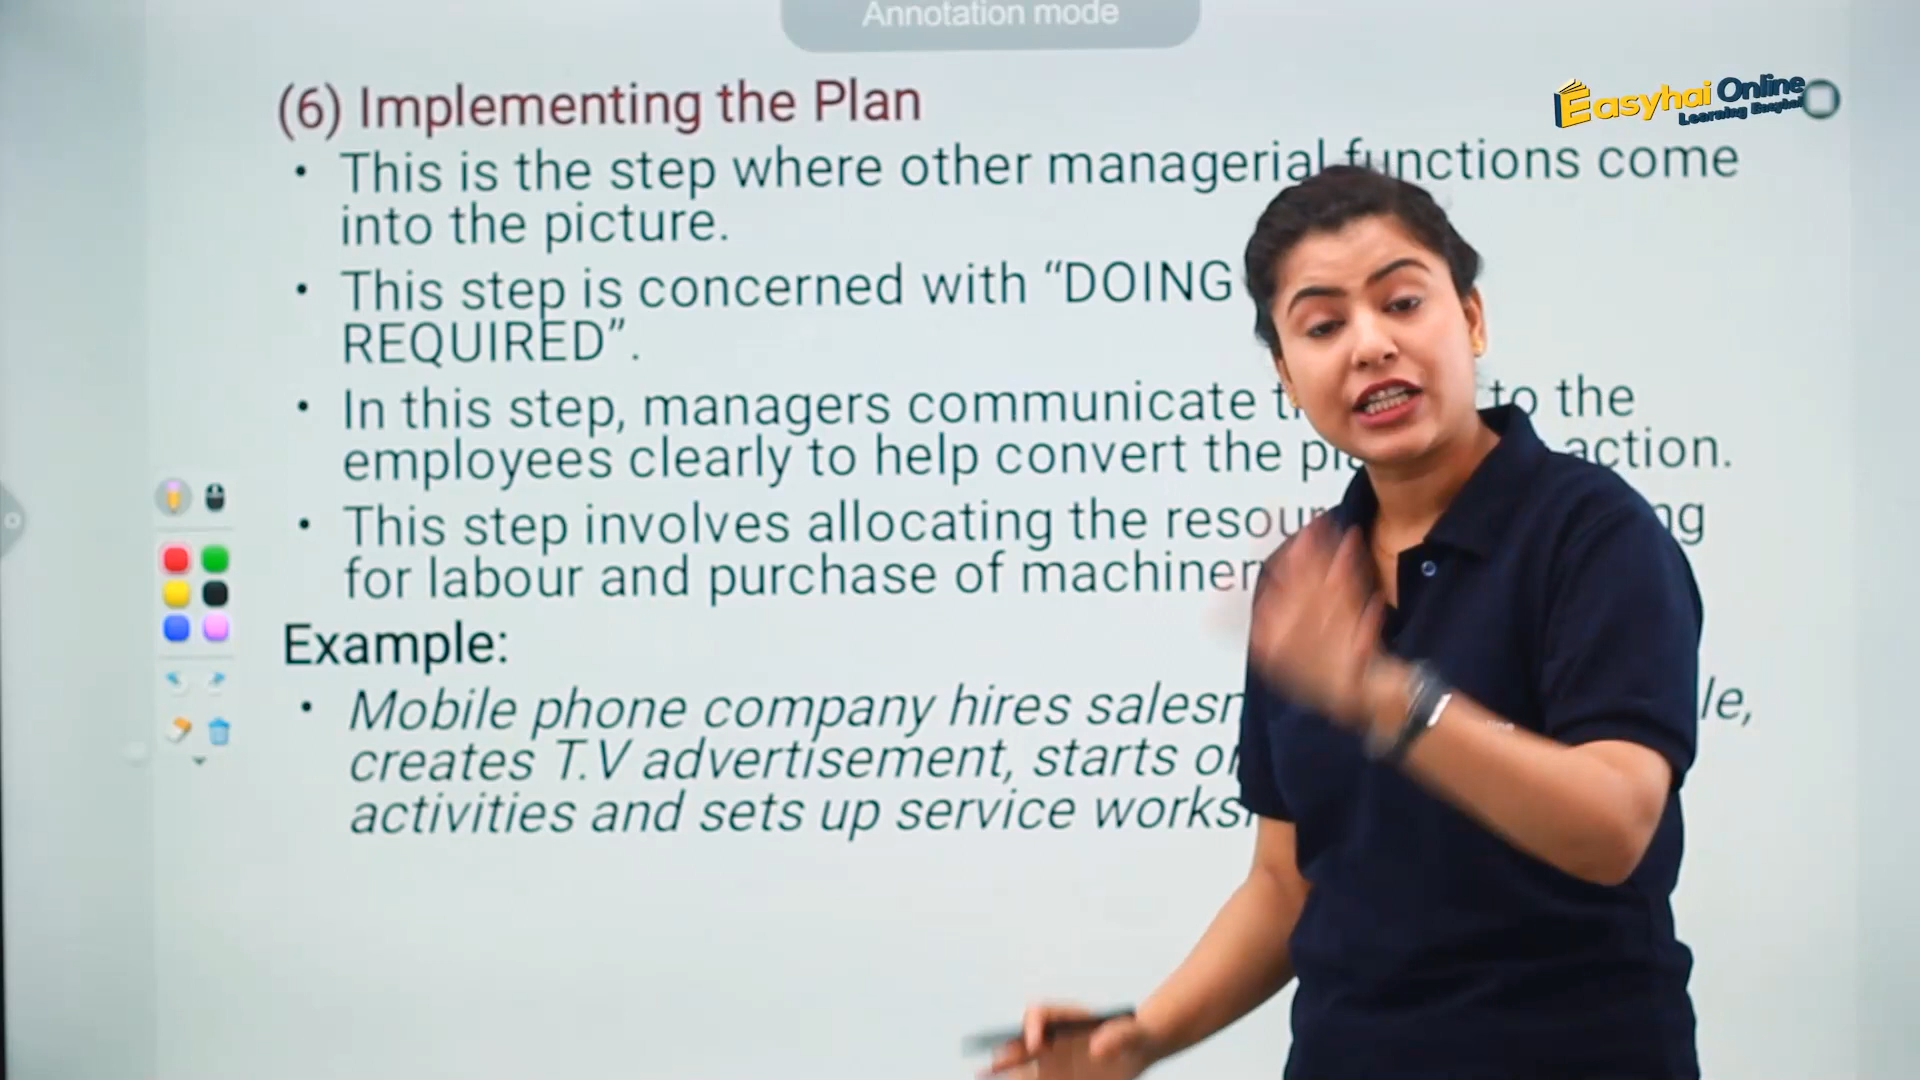 Annotation mode
Easyhai Online
Learning Easyhai
(6) Implementing the Plan
• This is the step where other managerial functions come
into the picture.
• This step is concerned with “DOING
REQUIRED”.
• In this step, managers communicate to the
employees clearly to help convert the action.
• This step involves allocating the
for labour and purchase of
Example:
• Mobile phone company hires
creates T.V advertisement, starts
activities and sets up service